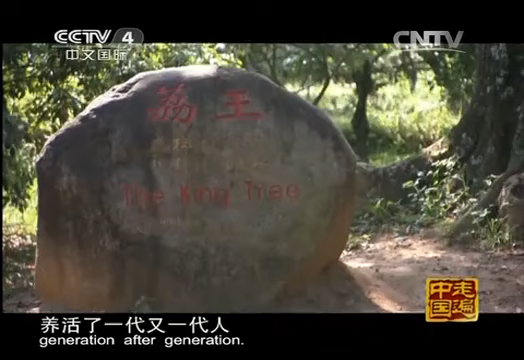 CCTV 4
中文国际
CNTV
荔王
The King Tree
走遍中国
养活了一代又一代人
generation after generation.